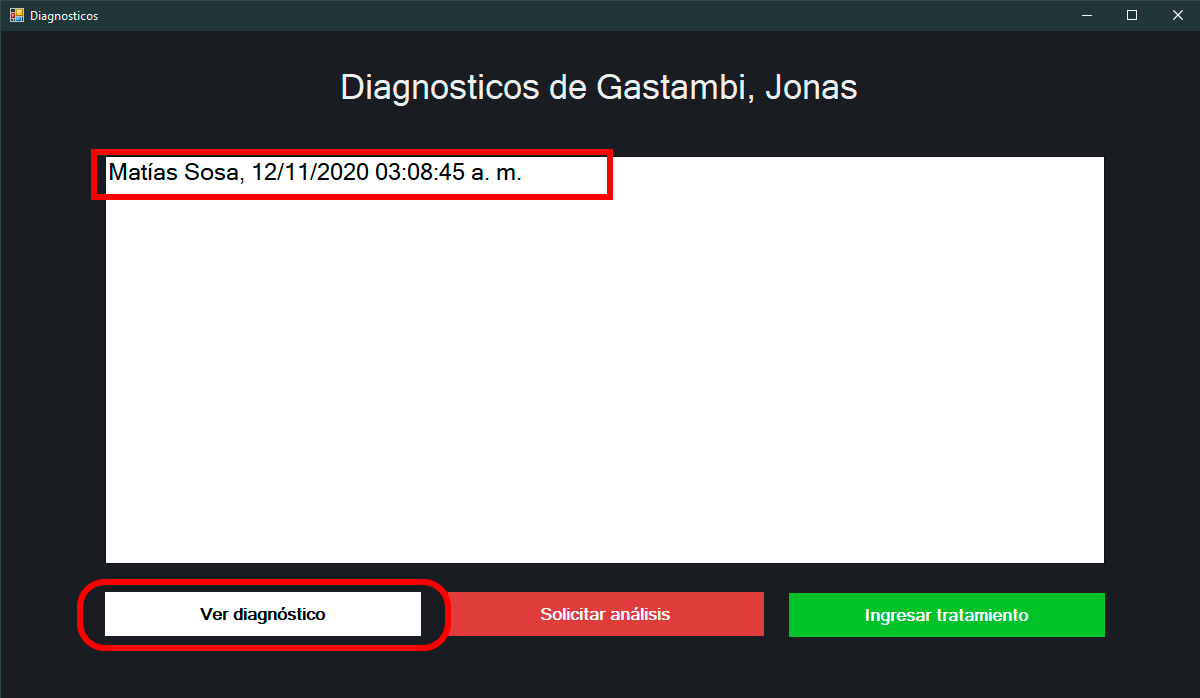 Diagnosticos
Diagnosticos de Gastambi, Jonas
Matías Sosa, 12/11/2020 03:08:45 a. m.
Ver diagnóstico
Solicitar análisis
Ingresar tratamiento